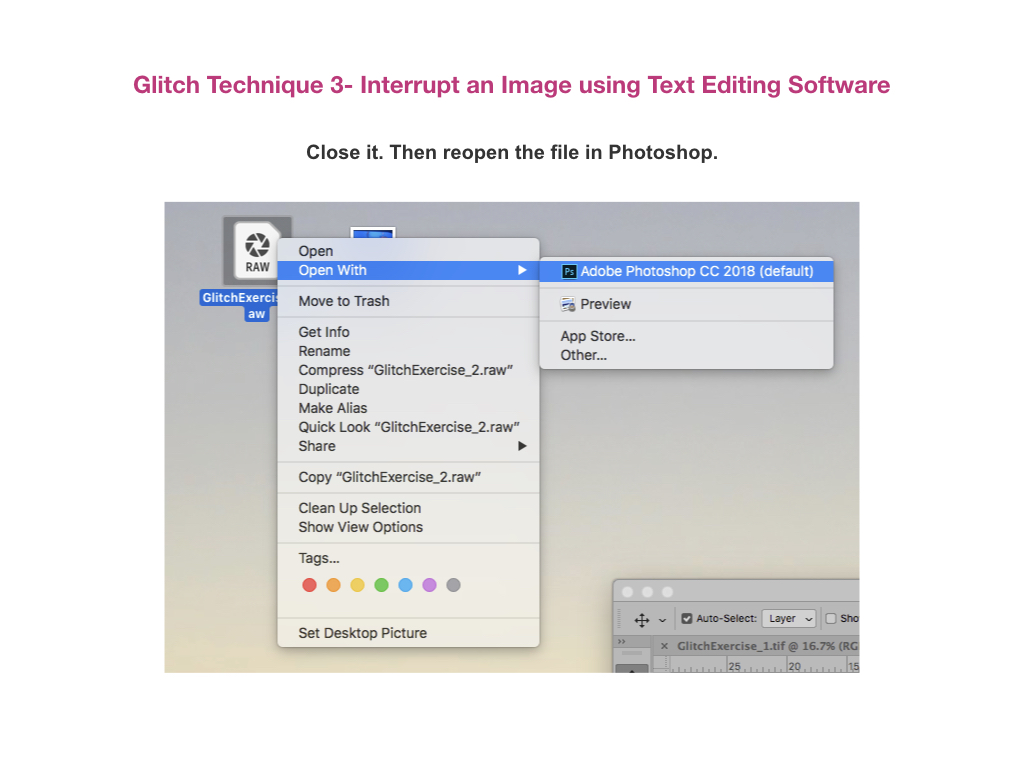 Glitch Technique 3- Interrupt an Image using Text Editing Software
Close it. Then reopen the file in Photoshop.
RAW
GlitchExercis
aw
Open
Open With
Move to Trash
Get Info
Rename
Compress “GlitchExercise_2.raw”
Duplicate
Make Alias
Quick Look “GlitchExercise_2.raw”
Share
Copy “GlitchExercise_2.raw”
Clean Up Selection
Show View Options
Tags...
Set Desktop Picture
Ps Adobe Photoshop CC 2018 (default)
Preview
App Store...
Other...
Auto-Select: Layer Sho
GlitchExercise_1.tif @ 16.7% (RG
25 20 15